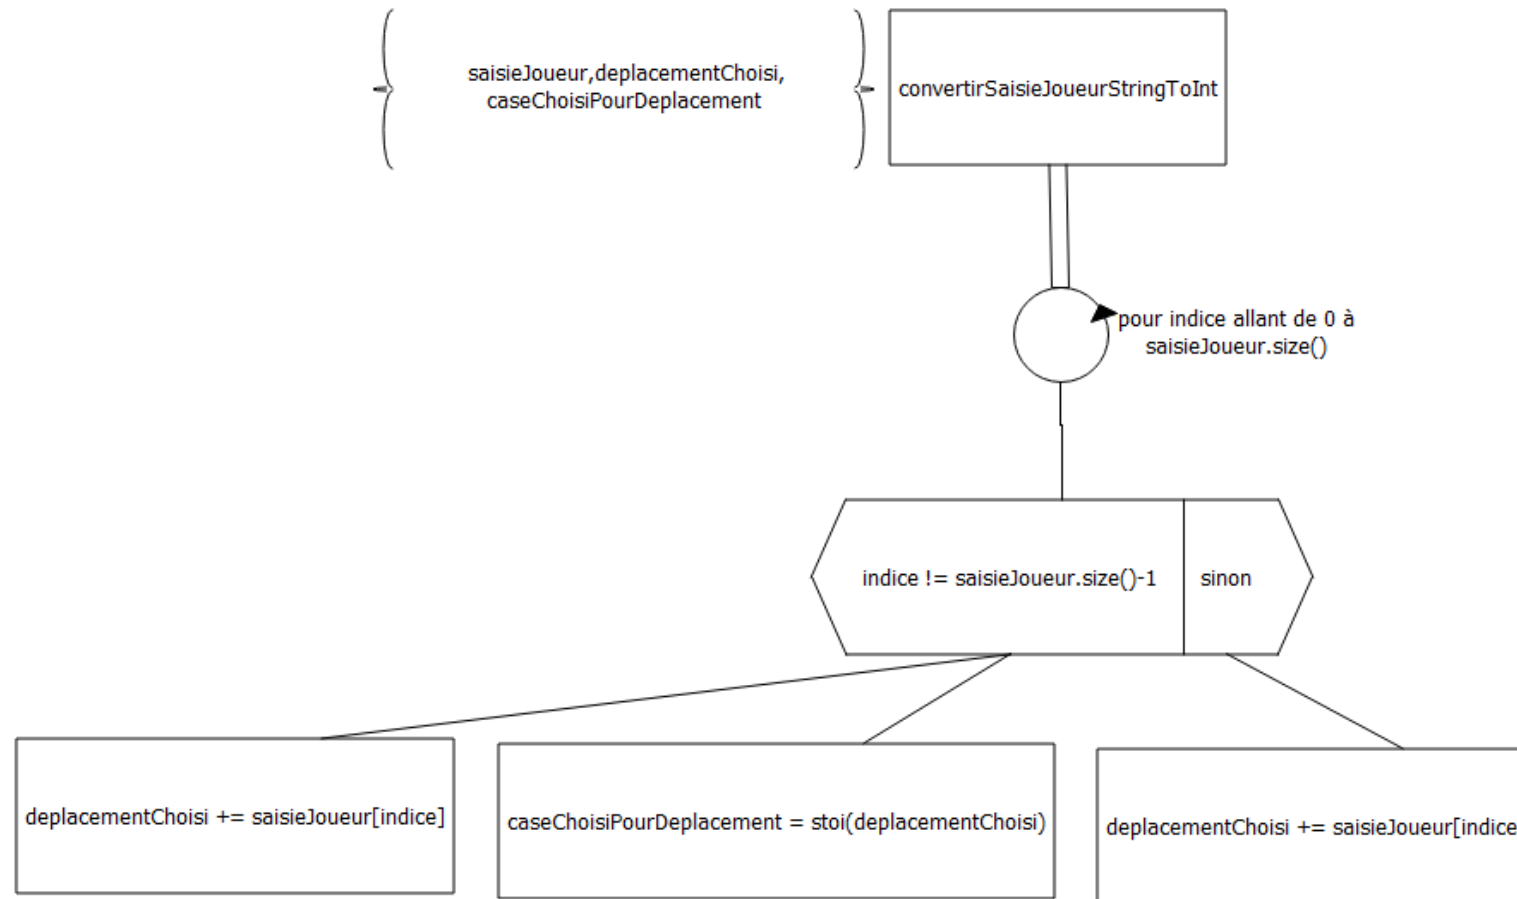 saisieJoueur,deplacementChoisi,
caseChoisiPourDeplacement
convertirSaisieJoueurStringToInt
pour indice allant de 0 à
saisieJoueur.size()
indice != saisieJoueur.size()-1
sinon
deplacementChoisi += saisieJoueur[indice]
caseChoisiPourDeplacement = stoi(deplacementChoisi)
deplacementChoisi += saisieJoueur[indice